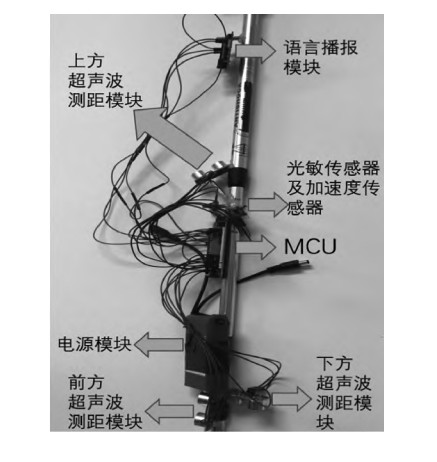 语言播报
模块
上方
超声波
测距模块
光敏传感器
及加速度传
感器
MCU
电源模块
下方
超声波
测距模
块
前方
超声波
测距模块